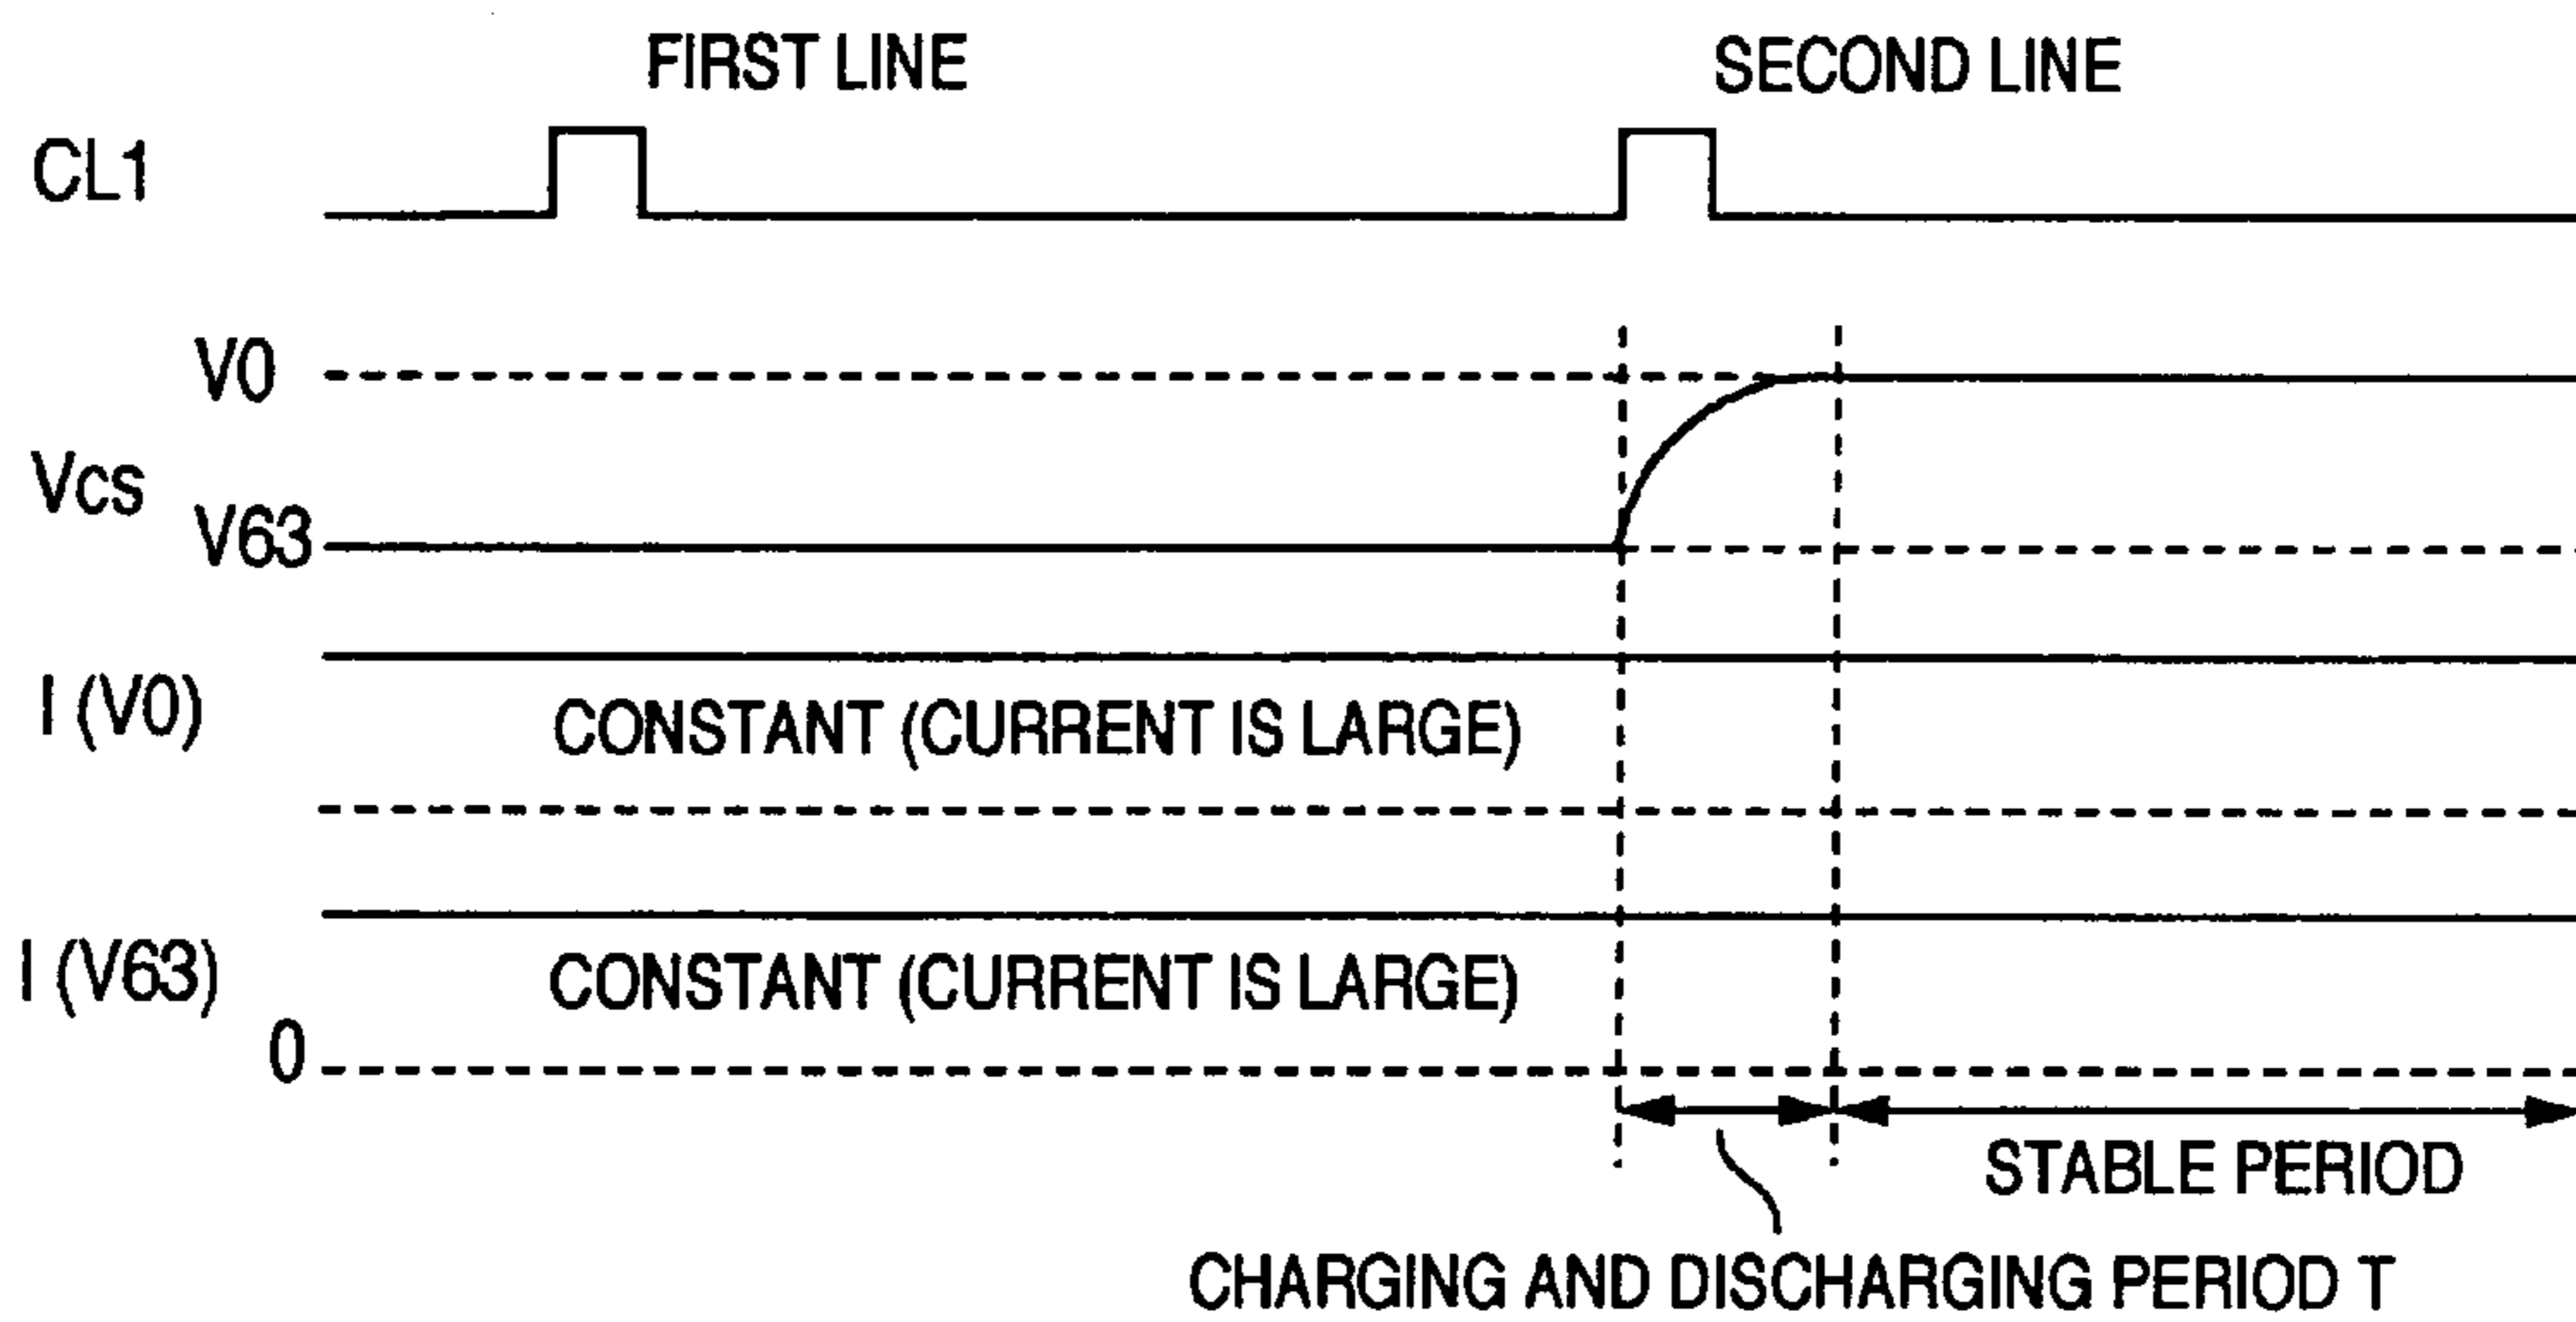 FIRST LINE
SECOND LINE
CL1
V0
Vcs
V63
I (V0)
CONSTANT (CURRENT IS LARGE)
I (V63)
CONSTANT (CURRENT IS LARGE)
0
STABLE PERIOD
CHARGING AND DISCHARGING PERIOD T